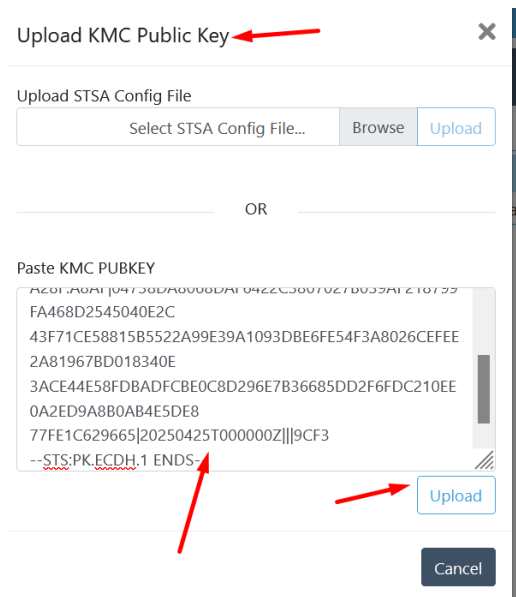 Upload KMC Public Key
Upload STSA Config File
Select STSA Config File...
Browse
Upload
OR
Paste KMC PUBKEY
FA468D2545040E2C
43F71CE58815B5522A99E39A1093DBE6FE54F3A8026CEFEE
2A81967BD018340E
3ACE44E58FDBADFCBE0C8D296E7B36685DD2F6FDC210EE
0A2ED9A8B0AB4E5DE8
77FE1C629665|20250425T000000Z|||9CF3
--STS:PK.ECDH.1 ENDS--
Upload
Cancel